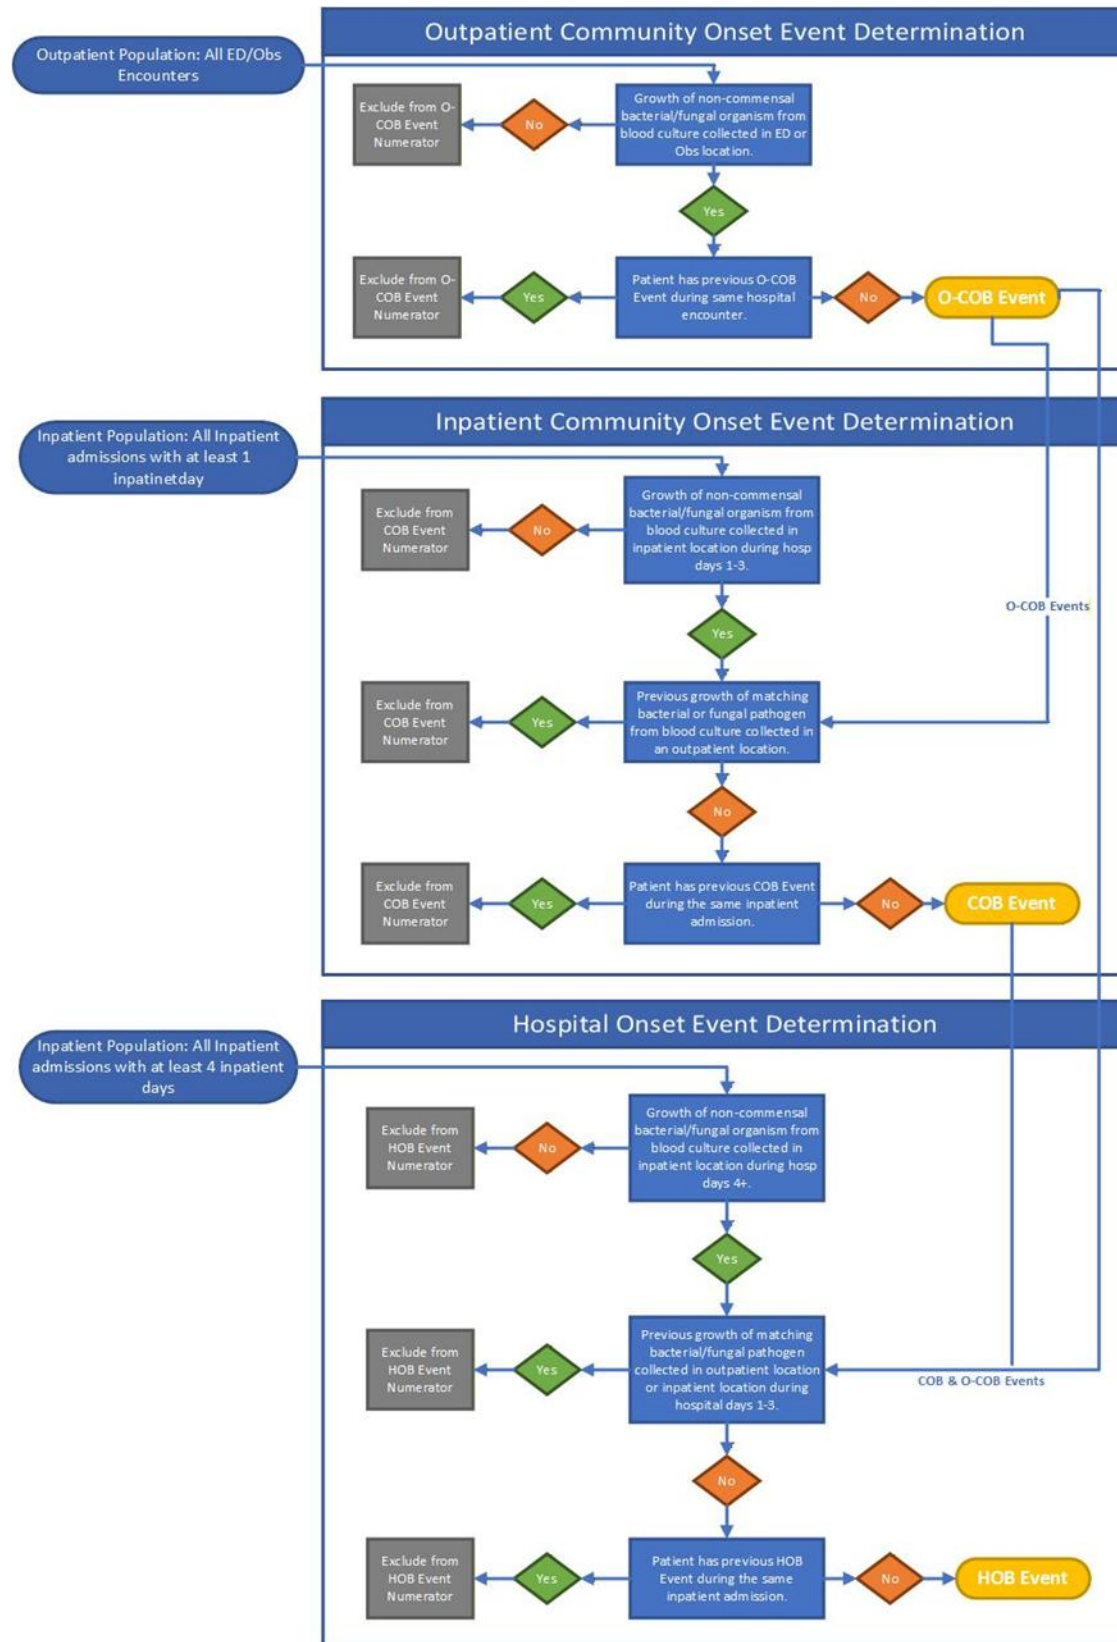 Outpatient Community Onset Event Determination
Outpatient Population: All ED/Obs
Encounters
Growth of non-commensal
bacterial/fungal organism from
blood culture collected in ED or
Obs location.
No
Exclude from O-
COB Event
Numerator
Yes
Patient has previous O-COB
Event during same hospital
encounter.
Yes
Exclude from O-
COB Event
Numerator
No
O-COB Event
Inpatient Community Onset Event Determination
Inpatient Population: All Inpatient
admissions with at least 1
inpatinetday
Growth of non-commensal
bacterial/fungal organism from
blood culture collected in
inpatient location during hosp
days 1-3.
No
Exclude from
COB Event
Numerator
O-COB Events
Yes
Previous growth of matching
bacterial or fungal pathogen
from blood culture collected in
an outpatient location.
Yes
Exclude from
COB Event
Numerator
No
Patient has previous COB Event
during the same inpatient
admission.
Yes
Exclude from
COB Event
Numerator
No
COB Event
Hospital Onset Event Determination
Inpatient Population: All Inpatient
admissions with at least 4 inpatient
days
Growth of non-commensal
bacterial/fungal organism from
blood culture collected in
inpatient location during hosp
days 4+.
No
Exclude from
HOB Event
Numerator
Yes
Previous growth of matching
bacterial/fungal pathogen
collected in outpatient location
or inpatient location during
hospital days 1-3.
Yes
Exclude from
HOB Event
Numerator
COB & O-COB Events
No
Patient has previous HOB
Event during the same
inpatient admission.
Yes
Exclude from
HOB Event
Numerator
No
HOB Event